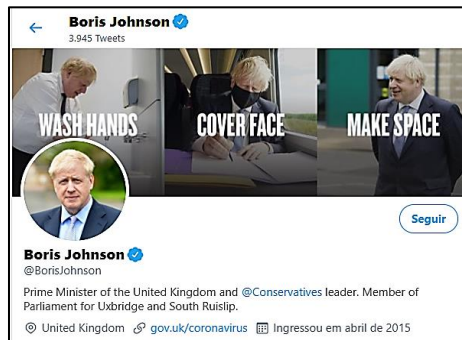 Boris Johnson
3.945 Tweets
WASH HANDS COVER FACE MAKE SPACE
Seguir
Boris Johnson
@BorisJohnson
Prime Minister of the United Kingdom and @Conservatives leader. Member of
Parliament for Uxbridge and South Ruislip.
United Kingdom gov.uk/coronavirus Ingressou em abril de 2015